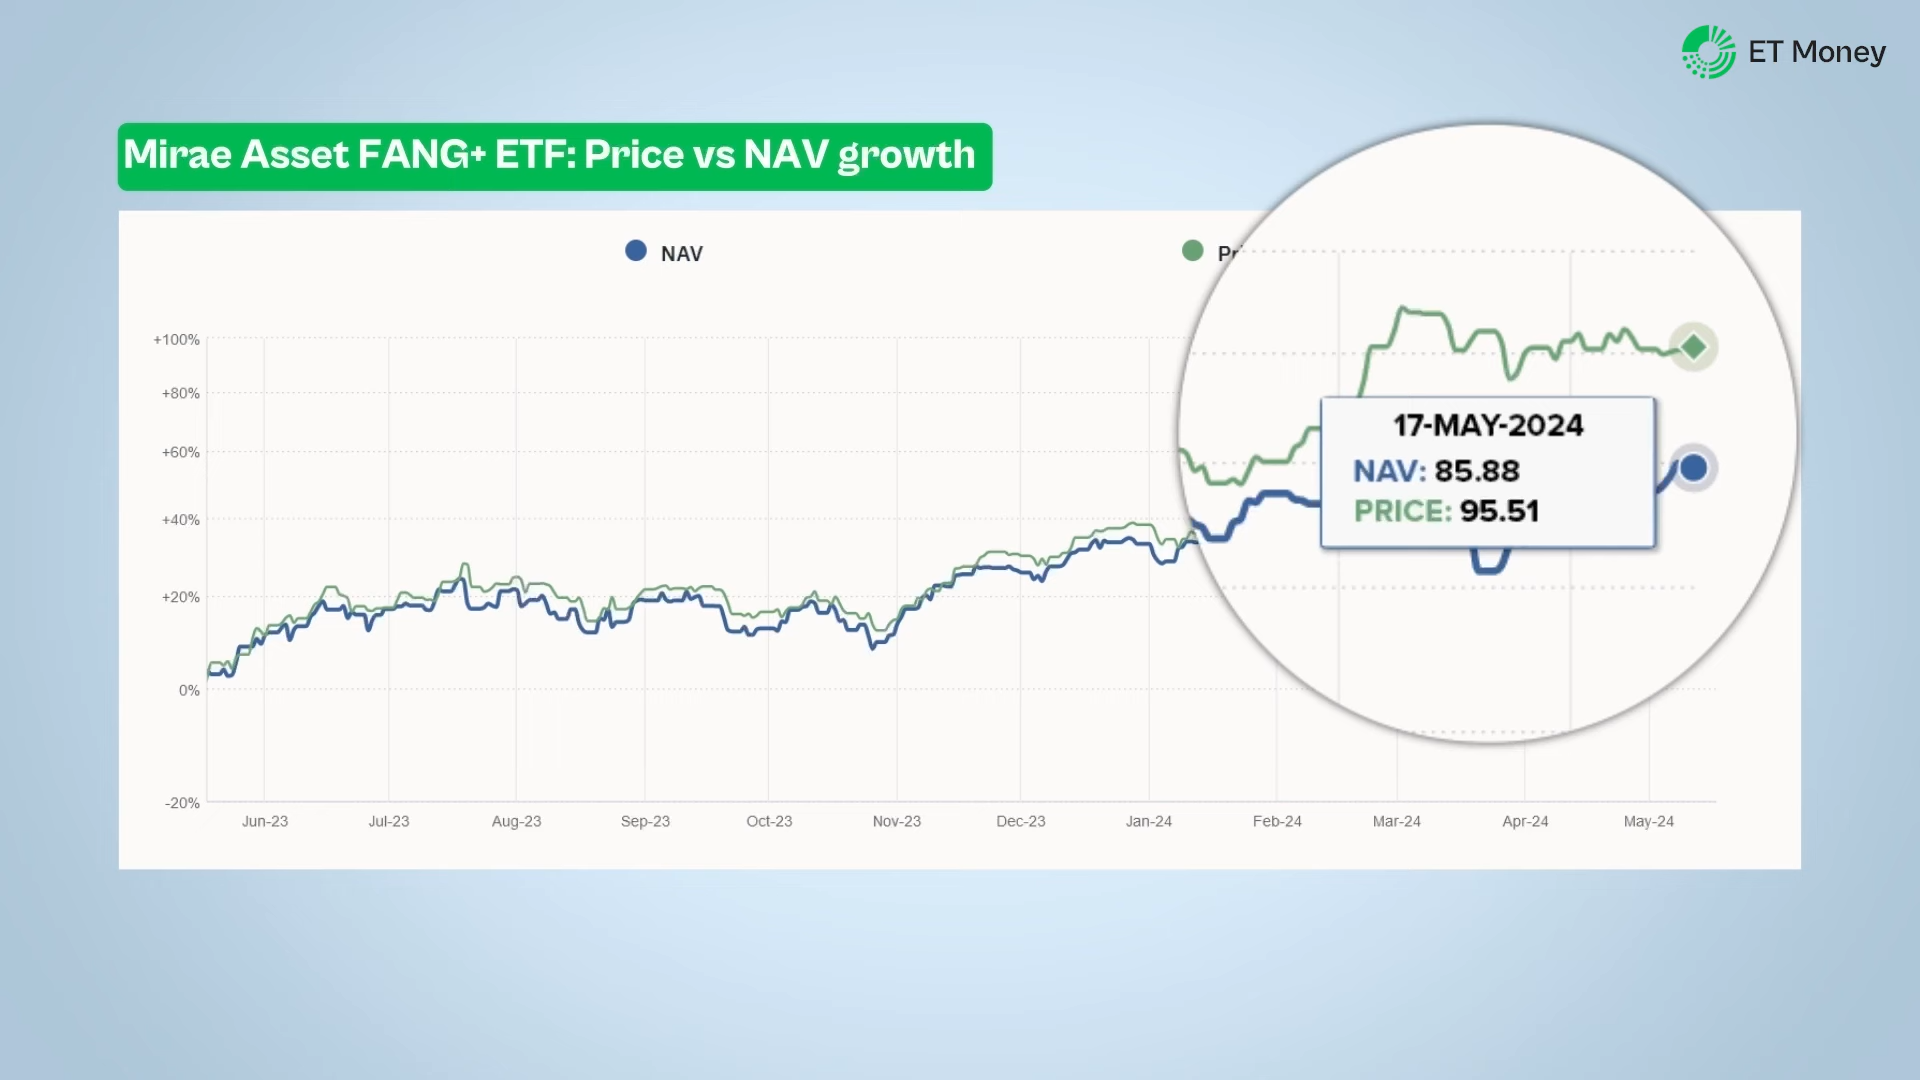 ET Money
Mirae Asset FANG+ ETF: Price vs NAV growth
NAV
+100%
+80%
+60%
+40%
+20%
0%
-20%
17-MAY-2024
NAV: 85.88
PRICE: 95.51
Jun-23 Jul-23 Aug-23 Sep-23 Oct-23 Nov-23 Dec-23 Jan-24 Feb-24 Mar-24 Apr-24 May-24